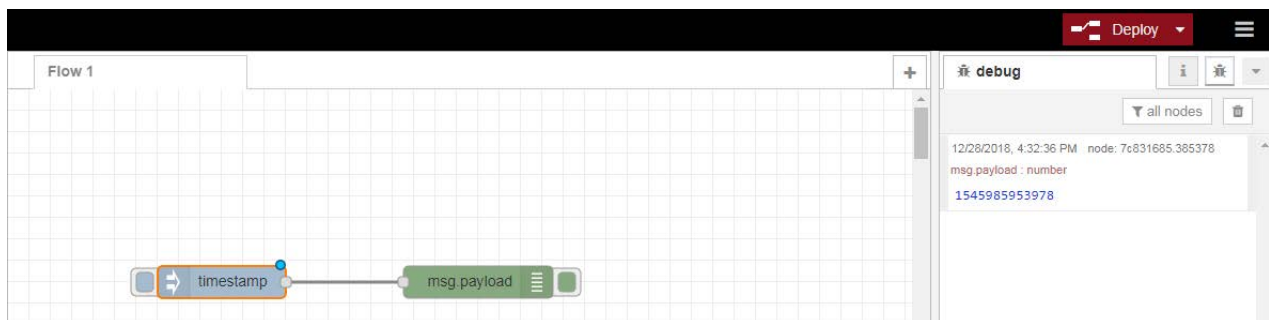 Deploy
Flow 1
debug
i
all nodes
12/28/2018, 4:32:36 PM node: 7c831685.385378
msg.payload : number
1545985953978
timestamp
msg.payload